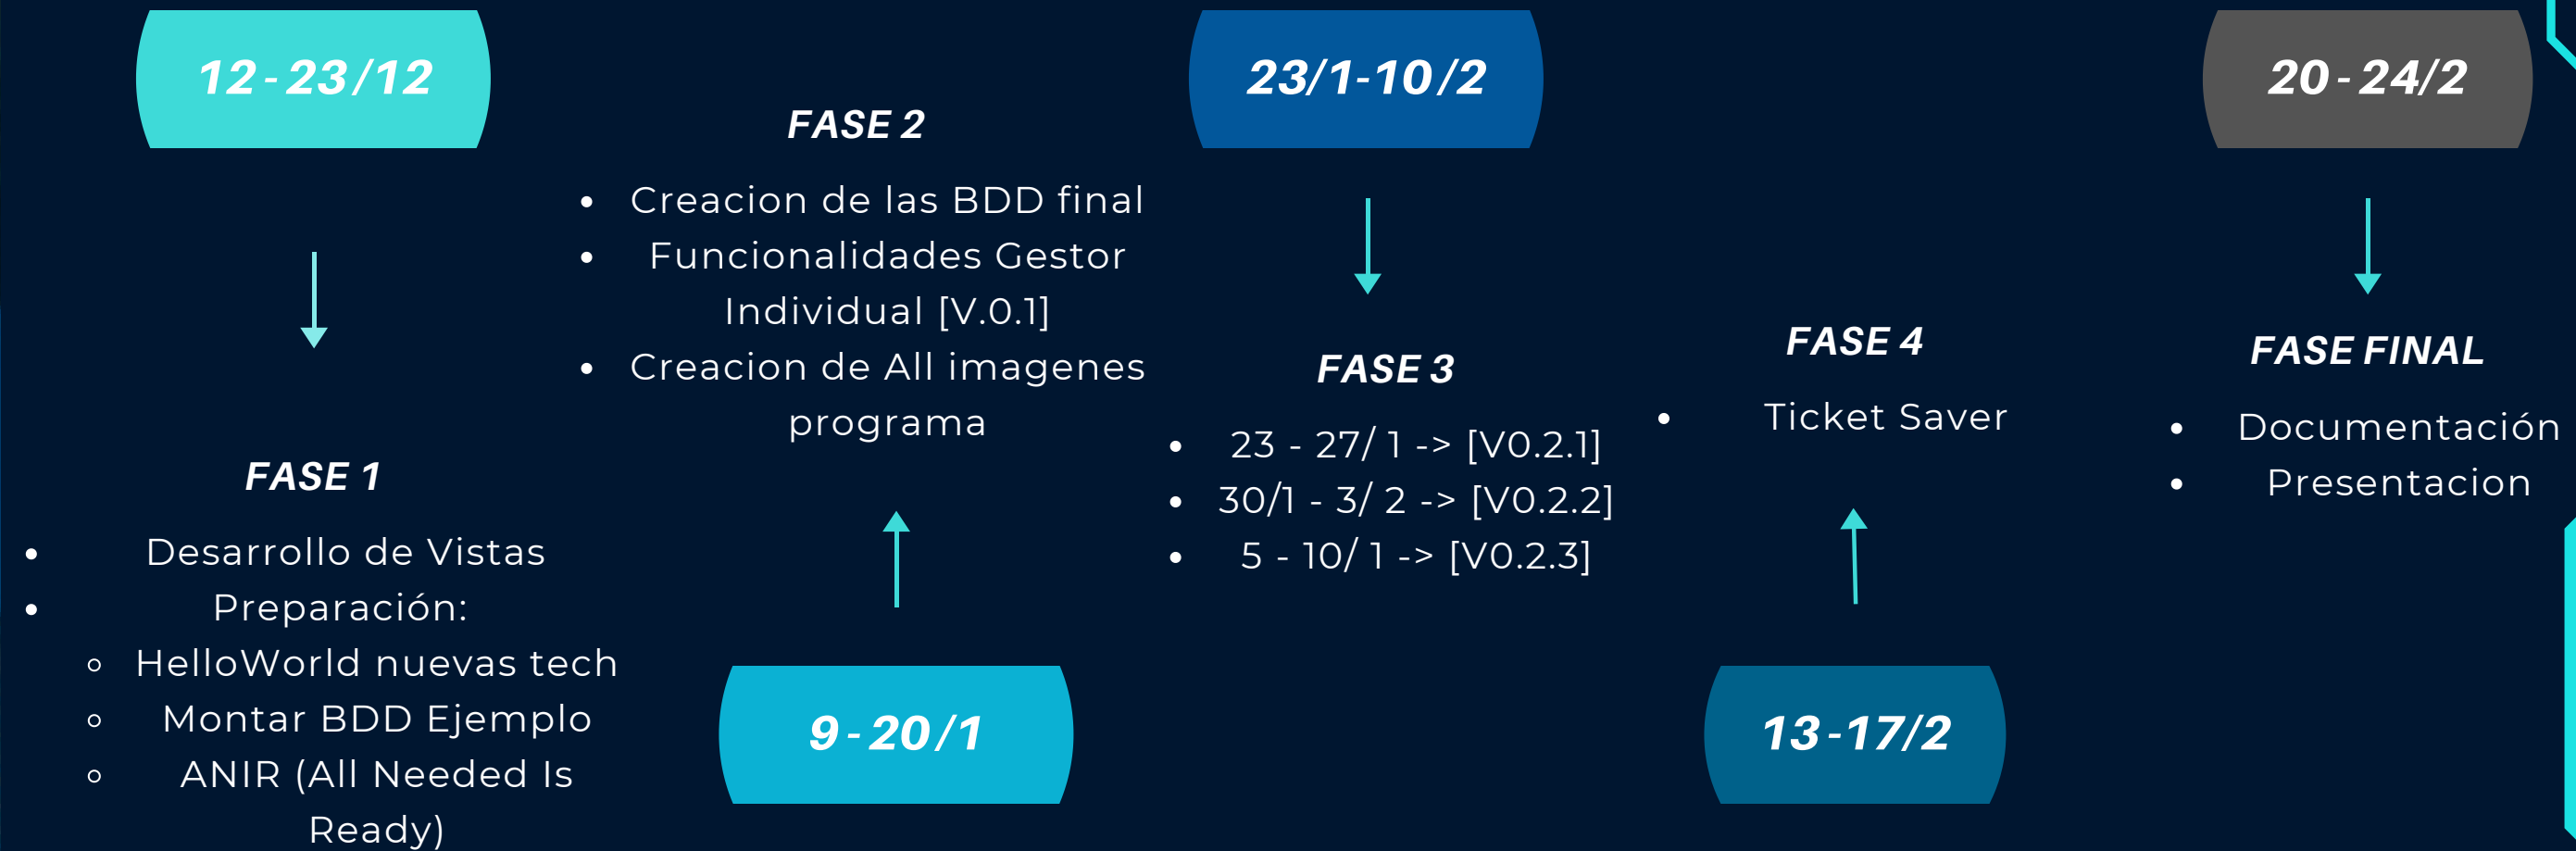 12-23/12
FASE 1
Desarrollo de Vistas
Preparación:
HelloWorld nuevas tech
Montar BDD Ejemplo
ANIR (All Needed Is
Ready)
FASE 2
Creacion de las BDD final
Funcionalidades Gestor
Individual [V.0.1]
Creacion de All imagenes
programa
9-20/1
23/1-10/2
FASE 3
23 - 27/ 1 -> [V0.2.1]
30/1 - 3/ 2 -> [V0.2.2]
5 - 10/ 1 -> [V0.2.3]
FASE 4
Ticket Saver
13-17/2
20-24/2
FASE FINAL
Documentación
Presentacion